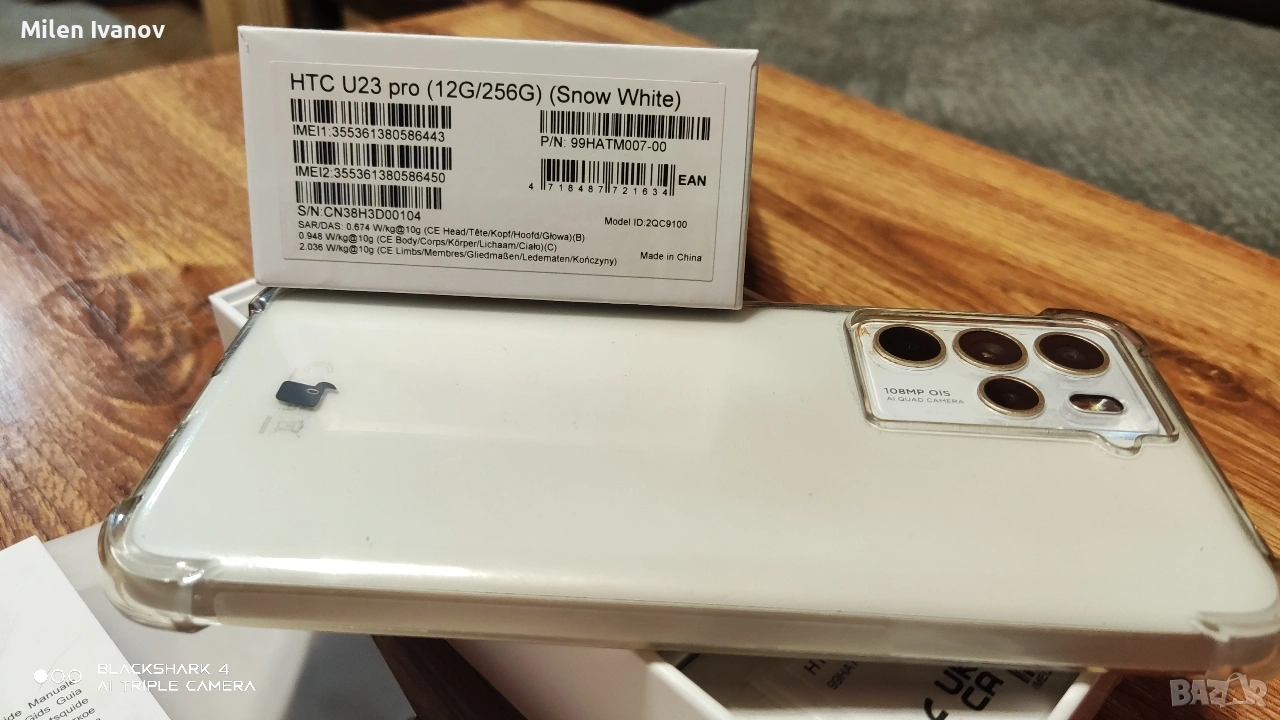 Milen Ivanov
HTC U23 pro (12G/256G) (Snow White)
IMEI1:355361380586443
P/N: 99HATM007-00
IMEI2:355361380586450
4 718487 721634 EAN
S/N:CN38H3D00104
Model ID:2QC9100
SAR/DAS: 0.674 W/kg@10g (CE Head/Tête/Kopf/Hoofd/Głowa)(B)
0.948 W/kg@10g (CE Body/Corps/Körper/Lichaam/Ciało)(C)
2.036 W/kg@10g (CE Limbs/Membres/Gliedmaßen/Ledematen/Kończyny)
Made in China
108MP OIS
AI QUAD CAMERA
BLACKSHARK 4
AI TRIPLE CAMERA
UK
CA
BAZAR